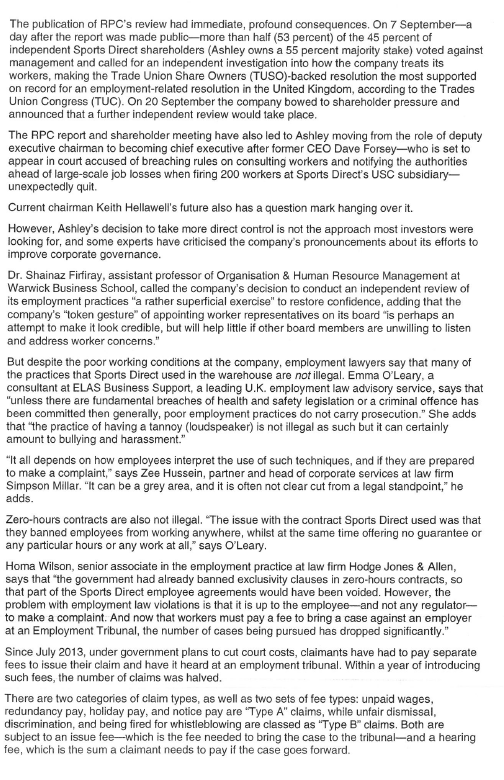 The publication of RPC's review had immediate, profound consequences. On 7 September—a
day after the report was made public—more than half (53 percent) of the 45 percent of
independent Sports Direct shareholders (Ashley owns a 55 percent majority stake) voted against
management and called for an independent investigation into how the company treats its
workers, making the Trade Union Share Owners (TUSO)-backed resolution the most supported
on record for an employment-related resolution in the United Kingdom, according to the Trades
Union Congress (TUC). On 20 September the company bowed to shareholder pressure and
announced that a further independent review would take place.
The RPC report and shareholder meeting have also led to Ashley moving from the role of deputy
executive chairman to becoming chief executive after former CEO Dave Forsey—who is set to
appear in court accused of breaching rules on consulting workers and notifying the authorities
ahead of large-scale job losses when firing 200 workers at Sports Direct's USC subsidiary—
unexpectedly quit.
Current chairman Keith Hellawell's future also has a question mark hanging over it.
However, Ashley's decision to take more direct control is not the approach most investors were
looking for, and some experts have criticised the company's pronouncements about its efforts to
improve corporate governance.
Dr. Shainaz Firfiray, assistant professor of Organisation & Human Resource Management at
Warwick Business School, called the company's decision to conduct an independent review of
its employment practices “a rather superficial exercise” to restore confidence, adding that the
company's “token gesture” of appointing worker representatives on its board “is perhaps an
attempt to make it look credible, but will help little if other board members are unwilling to listen
and address worker concerns.”
But despite the poor working conditions at the company, employment lawyers say that many of
the practices that Sports Direct used in the warehouse are not illegal. Emma O'Leary, a
consultant at ELAS Business Support, a leading U.K. employment law advisory service, says that
“unless there are fundamental breaches of health and safety legislation or a criminal offence has
been committed then generally, poor employment practices do not carry prosecution.” She adds
that “the practice of having a tannoy (loudspeaker) is not illegal as such but it can certainly
amount to bullying and harassment.”
“It all depends on how employees interpret the use of such techniques, and if they are prepared
to make a complaint,” says Zee Hussein, partner and head of corporate services at law firm
Simpson Millar. “It can be a grey area, and it is often not clear cut from a legal standpoint,” he
adds.
Zero-hours contracts are also not illegal. “The issue with the contract Sports Direct used was that
they banned employees from working anywhere, whilst at the same time offering no guarantee or
any particular hours or any work at all,” says O'Leary.
Homa Wilson, senior associate in the employment practice at law firm Hodge Jones & Allen,
says that “the government had already banned exclusivity clauses in zero-hours contracts, so
that part of the Sports Direct employee agreements would have been voided. However, the
problem with employment law violations is that it is up to the employee—and not any regulator—
to make a complaint. And now that workers must pay a fee to bring a case against an employer
at an Employment Tribunal, the number of cases being pursued has dropped significantly.”
Since July 2013, under government plans to cut court costs, claimants have had to pay separate
fees to issue their claim and have it heard at an employment tribunal. Within a year of introducing
such fees, the number of claims was halved.
There are two categories of claim types, as well as two sets of fee types: unpaid wages,
redundancy pay, holiday pay, and notice pay are “Type A” claims, while unfair dismissal,
discrimination, and being fired for whistleblowing are classed as “Type B” claims. Both are
subject to an issue fee—which is the fee needed to bring the case to the tribunal—and a hearing
fee, which is the sum a claimant needs to pay if the case goes forward.